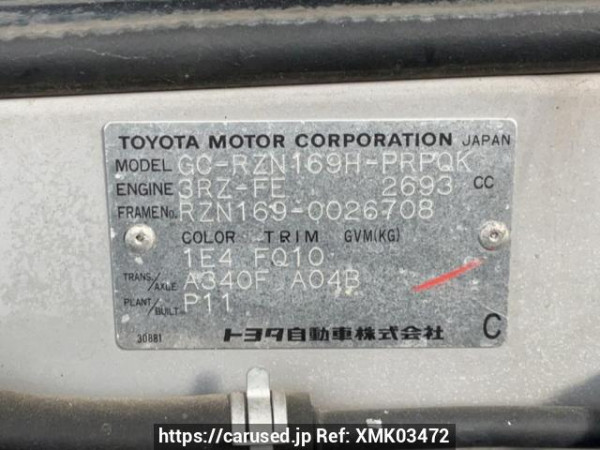 TOYOTA MOTOR CORPORATION JAPAN
MODEL GC-RZN169H-PRPQK
ENGINE 3RZ-FE 2693 CC
FRAME No. RZN169-0026708
COLOR TRIM GVM(KG)
1E4 FQ10
TRANS./AXLE A340F A04B
PLANT/BUILT P11
30881 トヨタ自動車株式会社 C
https://carused.jp Ref: XMK03472